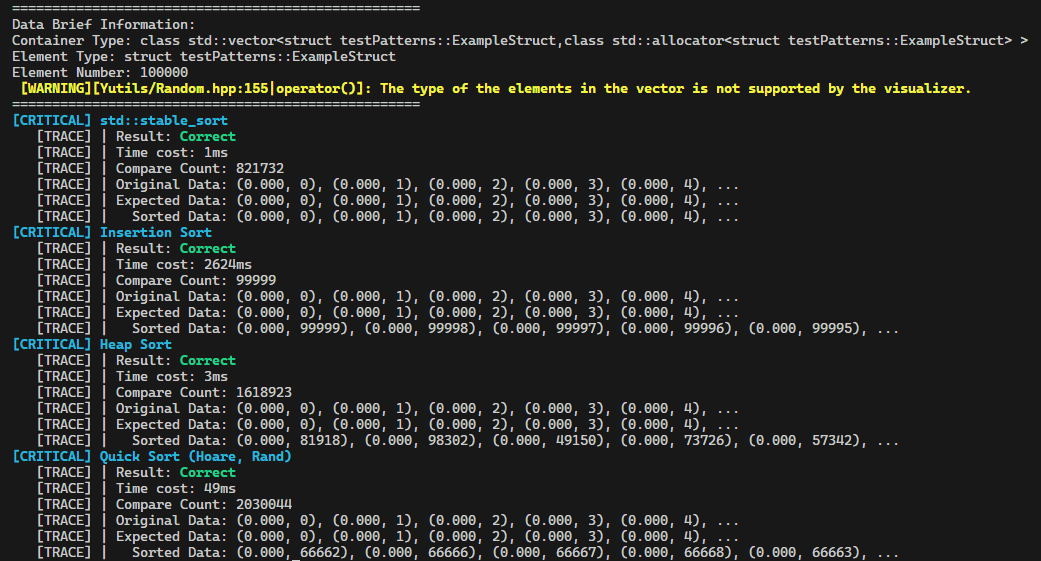 ===================================================
Data Brief Information:
Container Type: class std::vector<struct testPatterns::ExampleStruct,class std::allocator<struct testPatterns::ExampleStruct> >
Element Type: struct testPatterns::ExampleStruct
Element Number: 100000
[WARNING][Yutils/Random.hpp:155|operator()]: The type of the elements in the vector is not supported by the visualizer.
===================================================
[CRITICAL] std::stable_sort
[TRACE] | Result: Correct
[TRACE] | Time cost: 1ms
[TRACE] | Compare Count: 821732
[TRACE] | Original Data: (0.000, 0), (0.000, 1), (0.000, 2), (0.000, 3), (0.000, 4), ...
[TRACE] | Expected Data: (0.000, 0), (0.000, 1), (0.000, 2), (0.000, 3), (0.000, 4), ...
[TRACE] |   Sorted Data: (0.000, 0), (0.000, 1), (0.000, 2), (0.000, 3), (0.000, 4), ...
[CRITICAL] Insertion Sort
[TRACE] | Result: Correct
[TRACE] | Time cost: 2624ms
[TRACE] | Compare Count: 99999
[TRACE] | Original Data: (0.000, 0), (0.000, 1), (0.000, 2), (0.000, 3), (0.000, 4), ...
[TRACE] | Expected Data: (0.000, 0), (0.000, 1), (0.000, 2), (0.000, 3), (0.000, 4), ...
[TRACE] |   Sorted Data: (0.000, 99999), (0.000, 99998), (0.000, 99997), (0.000, 99996), (0.000, 99995), ...
[CRITICAL] Heap Sort
[TRACE] | Result: Correct
[TRACE] | Time cost: 3ms
[TRACE] | Compare Count: 1618923
[TRACE] | Original Data: (0.000, 0), (0.000, 1), (0.000, 2), (0.000, 3), (0.000, 4), ...
[TRACE] | Expected Data: (0.000, 0), (0.000, 1), (0.000, 2), (0.000, 3), (0.000, 4), ...
[TRACE] |   Sorted Data: (0.000, 81918), (0.000, 98302), (0.000, 49150), (0.000, 73726), (0.000, 57342), ...
[CRITICAL] Quick Sort (Hoare, Rand)
[TRACE] | Result: Correct
[TRACE] | Time cost: 49ms
[TRACE] | Compare Count: 2030044
[TRACE] | Original Data: (0.000, 0), (0.000, 1), (0.000, 2), (0.000, 3), (0.000, 4), ...
[TRACE] | Expected Data: (0.000, 0), (0.000, 1), (0.000, 2), (0.000, 3), (0.000, 4), ...
[TRACE] |   Sorted Data: (0.000, 66662), (0.000, 66666), (0.000, 66667), (0.000, 66668), (0.000, 66663), ...